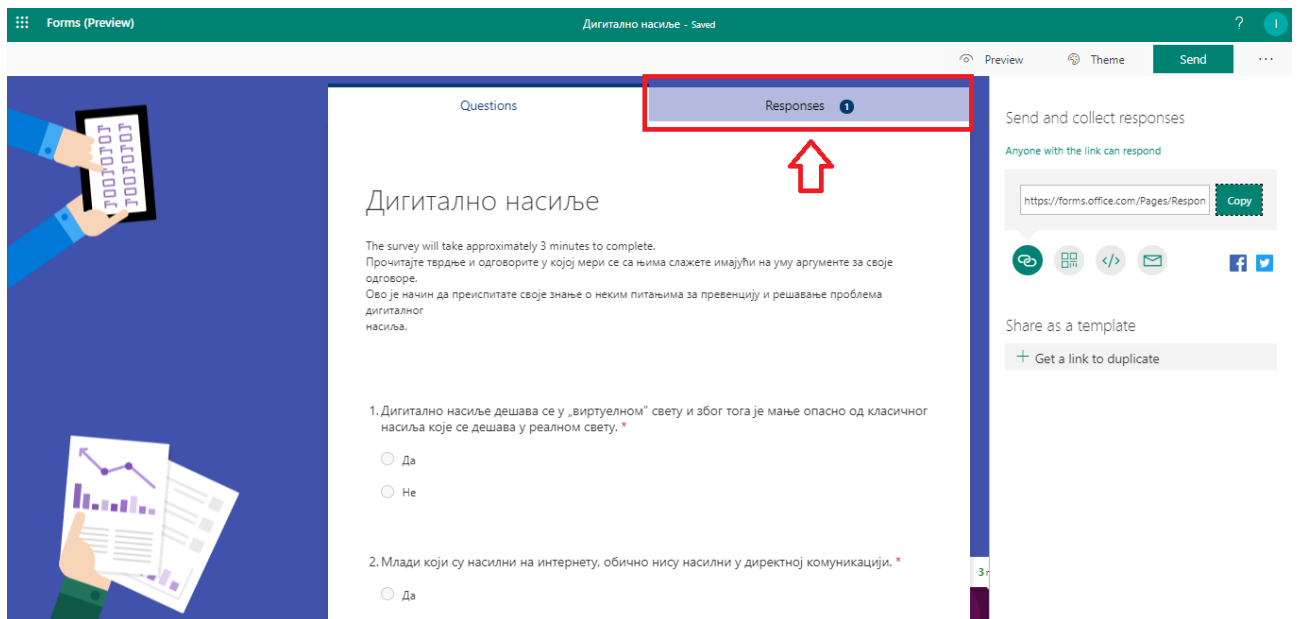 Forms (Preview)
Дигитално насиље - Saved
?
I
Preview
Theme
Send
...
Questions
Responses 1
Дигитално насиље
The survey will take approximately 3 minutes to complete.
Прочитајте тврдње и одговорите у којој мери се са њима слажете имајући на уму аргументе за своје
одговоре.
Ово је начин да преиспитате своје знање о неким питањима за превенцију и решавање проблема
дигиталног
насиља.
1. Дигитално насиље дешава се у „виртуелном" свету и због тога је мање опасно од класичног
насиља које се дешава у реалном свету. *
Да
Не
2. Млади који су насилни на интернету, обично нису насилни у директној комуникацији. *
Да
Send and collect responses
Anyone with the link can respond
https://forms.office.com/Pages/Respon
Copy
</>
Share as a template
+ Get a link to duplicate